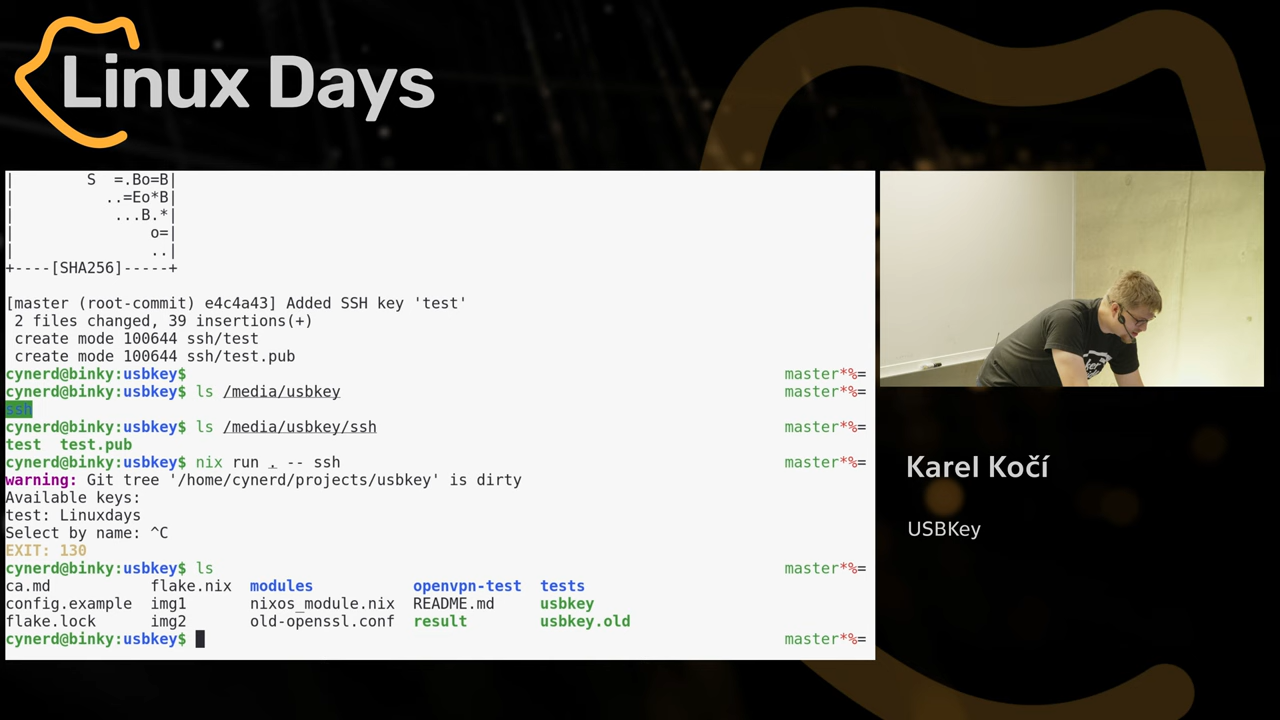 Linux Days
|        S  =.Bo=B|
|          ..=Eo*B|
|           ...B.*|
|               o=|
|               ..|
+----[SHA256]-----+
[master (root-commit) e4c4a43] Added SSH key 'test'
 2 files changed, 39 insertions(+)
 create mode 100644 ssh/test
 create mode 100644 ssh/test.pub
cynerd@binky:usbkey$ master*%=
cynerd@binky:usbkey$ ls /media/usbkey master*%=
ssh
cynerd@binky:usbkey$ ls /media/usbkey/ssh master*%=
test  test.pub
cynerd@binky:usbkey$ nix run . -- ssh master*%=
warning: Git tree '/home/cynerd/projects/usbkey' is dirty
Available keys:
test: Linuxdays
Select by name: ^C
EXIT: 130
cynerd@binky:usbkey$ ls master*%=
ca.md           flake.nix  modules           openvpn-test  tests
config.example  img1       nixos_module.nix  README.md     usbkey
flake.lock      img2       old-openssl.conf  result        usbkey.old
cynerd@binky:usbkey$ master*%=
Karel Kočí
USBKey